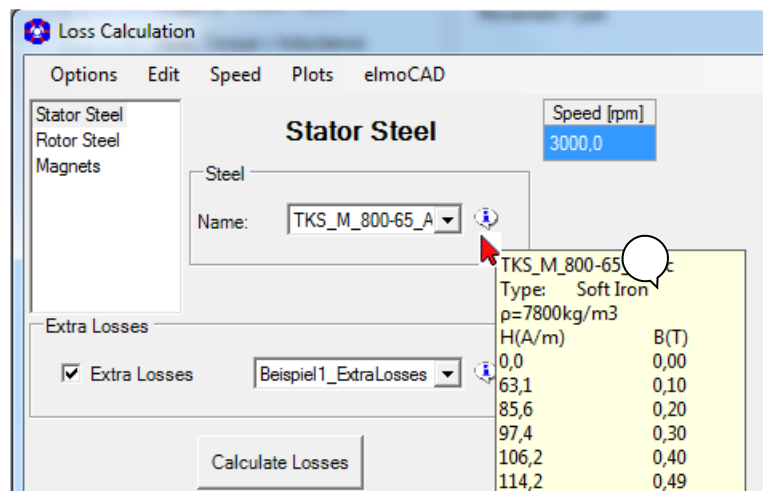 Loss Calculation
Options Edit Speed Plots elmoCAD
Stator Steel
Rotor Steel
Magnets
Stator Steel
Speed [rpm]
3000,0
Steel
Name: TKS_M_800-65_A
TKS_M_800-65_
Type: Soft Iron
ρ=7800kg/m3
H(A/m) B(T)
0,0 0,00
63,1 0,10
85,6 0,20
97,4 0,30
106,2 0,40
114,2 0,49
Extra Losses
Extra Losses Beispiel1_ExtraLosses
Calculate Losses